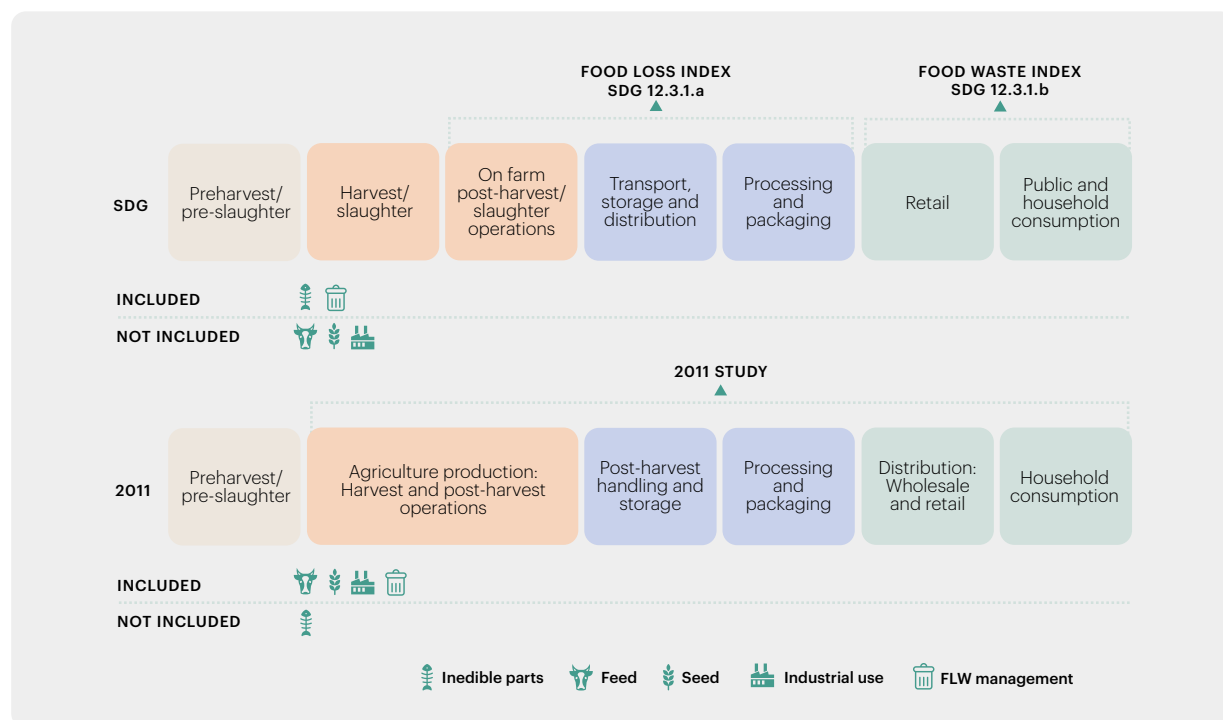 FOOD LOSS INDEX
SDG 12.3.1.a
FOOD WASTE INDEX
SDG 12.3.1.b
SDG
Preharvest/
pre-slaughter
Harvest/
slaughter
On farm
post-harvest/
slaughter
operations
Transport,
storage and
distribution
Processing
and
packaging
Retail
Public and
household
consumption
INCLUDED
NOT INCLUDED
2011 STUDY
2011
Preharvest/
pre-slaughter
Agriculture production:
Harvest and post-harvest
operations
Post-harvest
handling and
storage
Processing
and
packaging
Distribution:
Wholesale
and retail
Household
consumption
INCLUDED
NOT INCLUDED
Inedible parts
Feed
Seed
Industrial use
FLW management